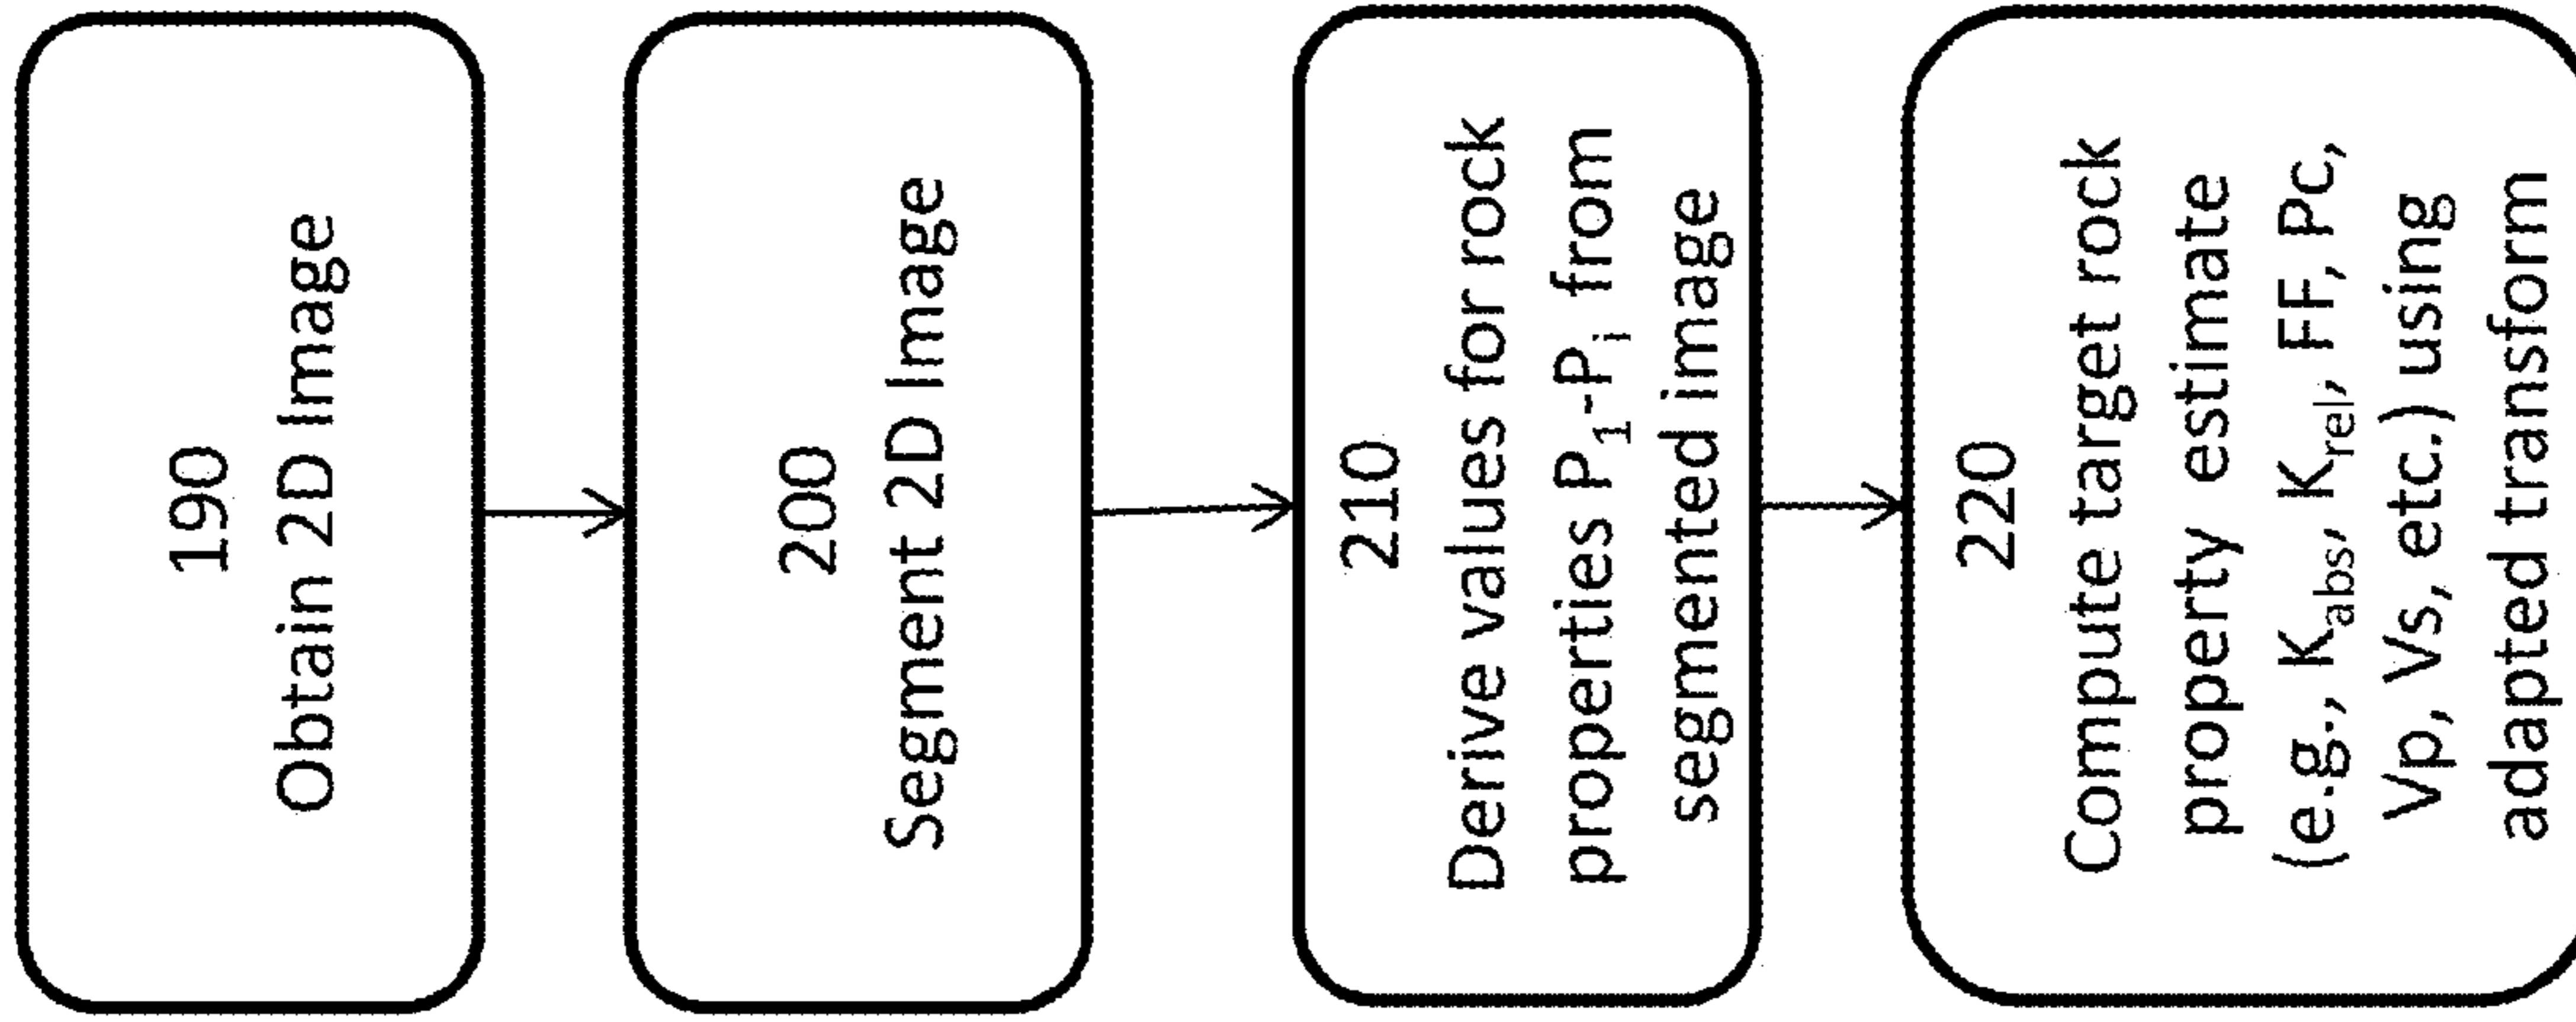 190
Obtain 2D Image
200
Segment 2D Image
210
Derive values for rock
properties P₁-Pᵢ from
segmented image
220
Compute target rock
property estimate
(e.g., Kₐbₛ, Kᵣₑₗ, FF, Pc,
Vp, Vs, etc.) using
adapted transform